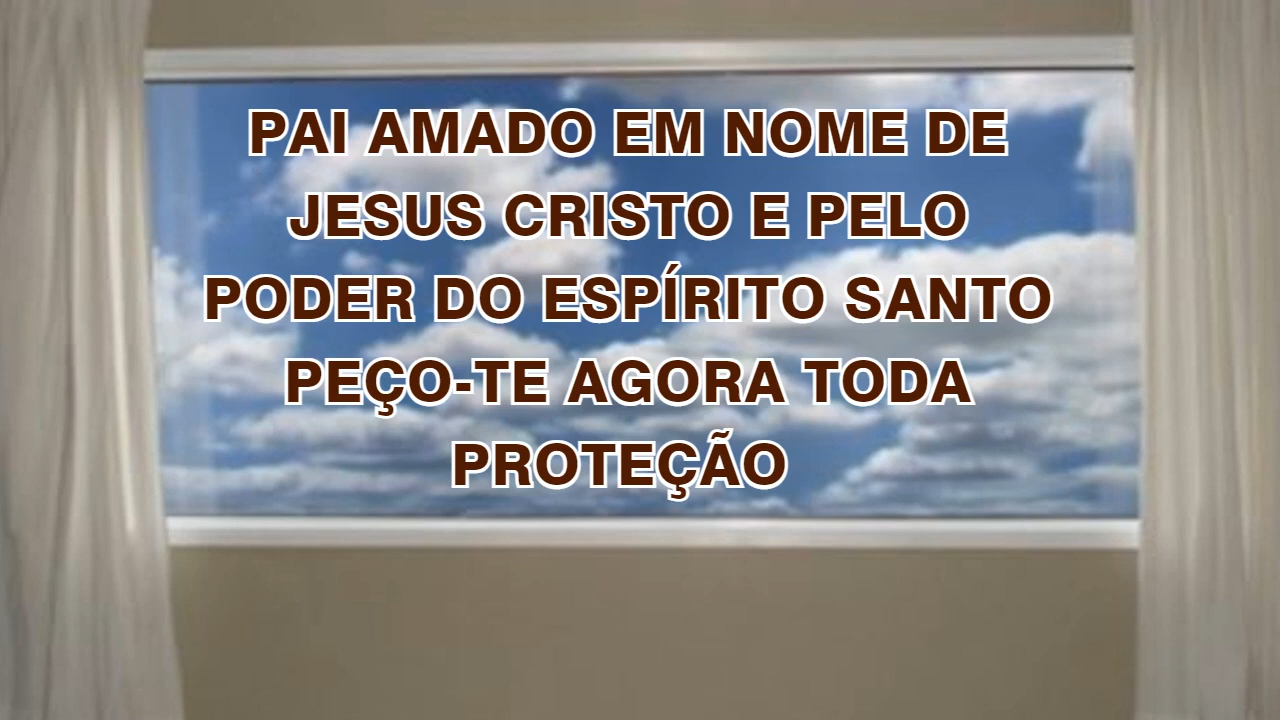 PAI AMADO EM NOME DE
JESUS CRISTO E PELO
PODER DO ESPÍRITO SANTO
PEÇO-TE AGORA TODA
PROTEÇÃO